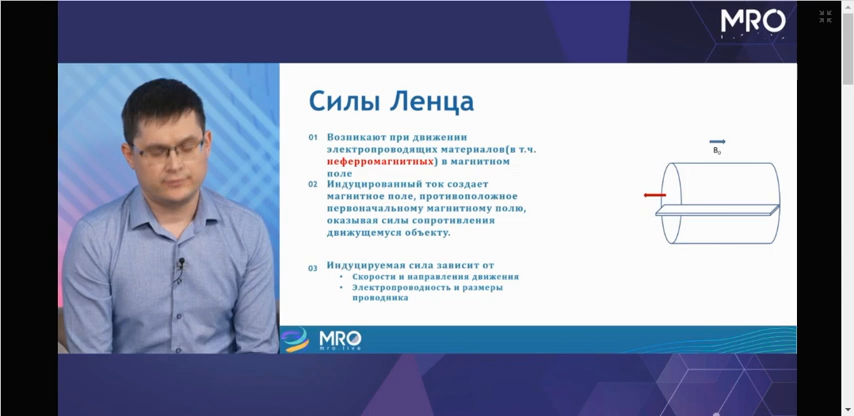 MRO
Силы Ленца
01 Возникают при движении
электропроводящих материалов(в т.ч.
неферромагнитных) в магнитном
поле
02 Индуцированный ток создает
магнитное поле, противоположное
первоначальному магнитному полю,
оказывая силы сопротивления
движущемуся объекту.
B₀
03 Индуцируемая сила зависит от
• Скорости и направления движения
• Электропроводность и размеры
проводника
MRO
mro.live